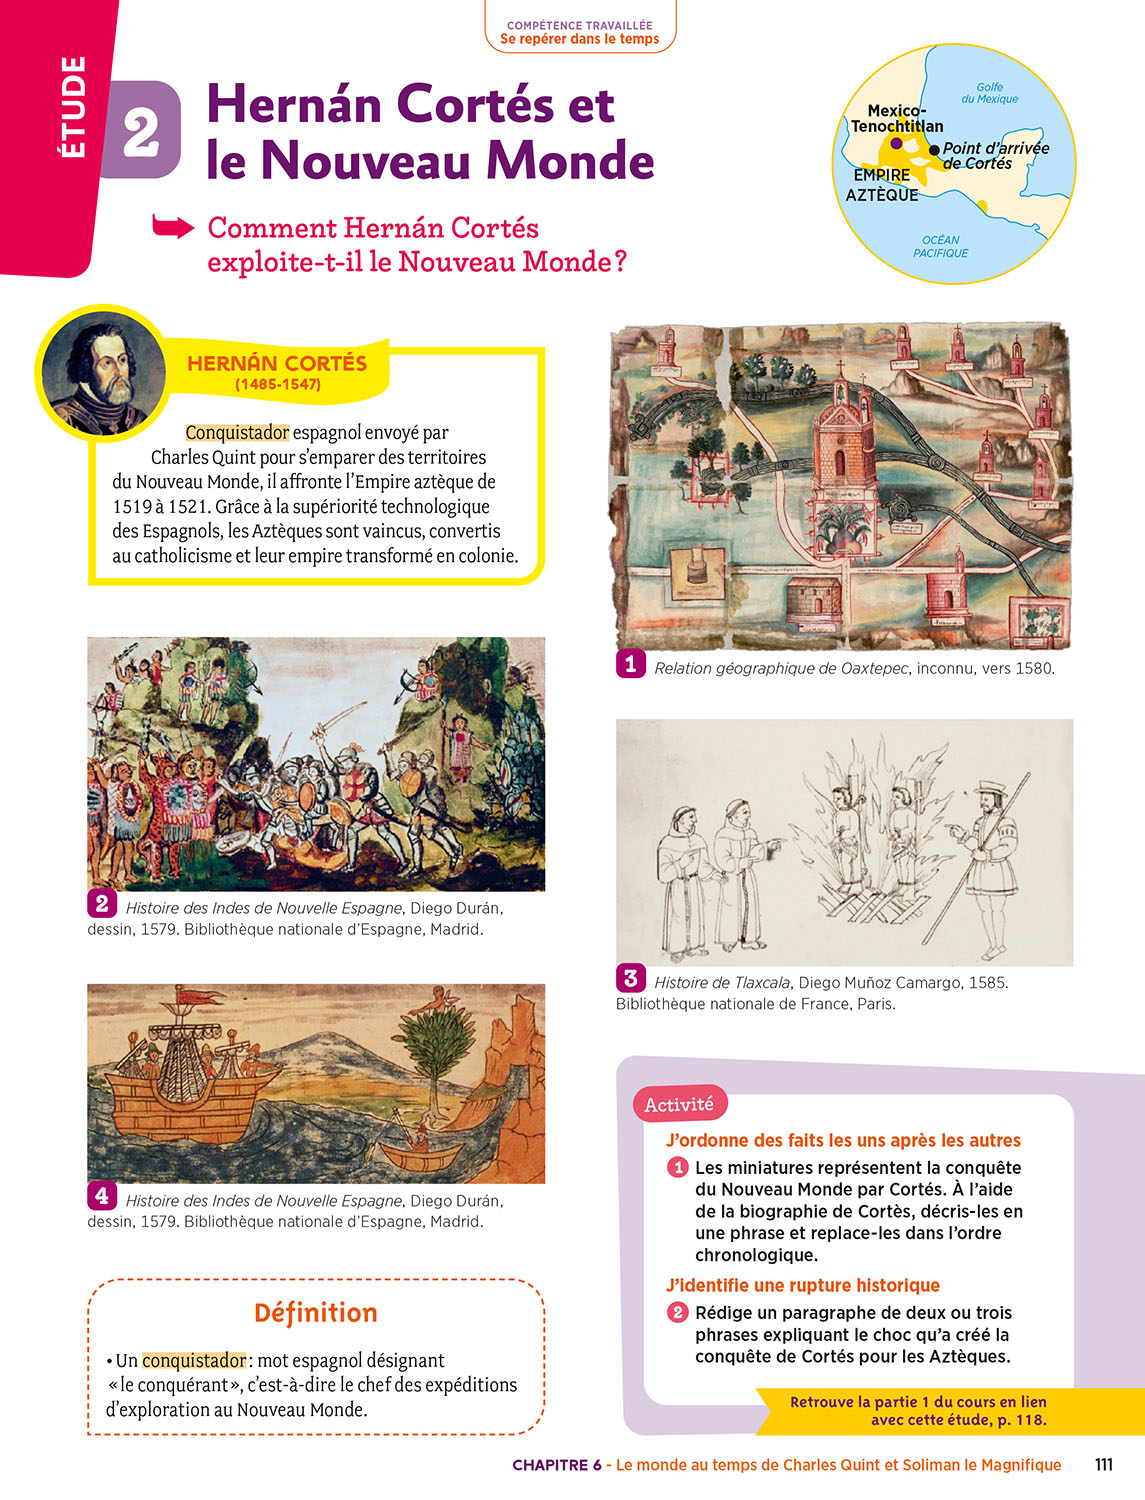 COMPÉTENCE TRAVAILLÉE
Se repérer dans le temps
ÉTUDE
2
Hernán Cortés et
le Nouveau Monde
Comment Hernán Cortés
exploite-t-il le Nouveau Monde ?
Golfe
du Mexique
Mexico-
Tenochtitlan
Point d'arrivée
de Cortés
EMPIRE
AZTÈQUE
OCÉAN
PACIFIQUE
HERNÁN CORTÉS
(1485-1547)
Conquistador espagnol envoyé par
Charles Quint pour s'emparer des territoires
du Nouveau Monde, il affronte l'Empire aztèque de
1519 à 1521. Grâce à la supériorité technologique
des Espagnols, les Aztèques sont vaincus, convertis
au catholicisme et leur empire transformé en colonie.
1 Relation géographique de Oaxtepec, inconnu, vers 1580.
2 Histoire des Indes de Nouvelle Espagne, Diego Durán,
dessin, 1579. Bibliothèque nationale d'Espagne, Madrid.
3 Histoire de Tlaxcala, Diego Muñoz Camargo, 1585.
Bibliothèque nationale de France, Paris.
4 Histoire des Indes de Nouvelle Espagne, Diego Durán,
dessin, 1579. Bibliothèque nationale d'Espagne, Madrid.
Définition
• Un conquistador : mot espagnol désignant
« le conquérant », c'est-à-dire le chef des expéditions
d'exploration au Nouveau Monde.
Activité
J'ordonne des faits les uns après les autres
1 Les miniatures représentent la conquête
du Nouveau Monde par Cortés. À l'aide
de la biographie de Cortès, décris-les en
une phrase et replace-les dans l'ordre
chronologique.
J'identifie une rupture historique
2 Rédige un paragraphe de deux ou trois
phrases expliquant le choc qu'a créé la
conquête de Cortés pour les Aztèques.
Retrouve la partie 1 du cours en lien
avec cette étude, p. 118.
CHAPITRE 6 - Le monde au temps de Charles Quint et Soliman le Magnifique 111